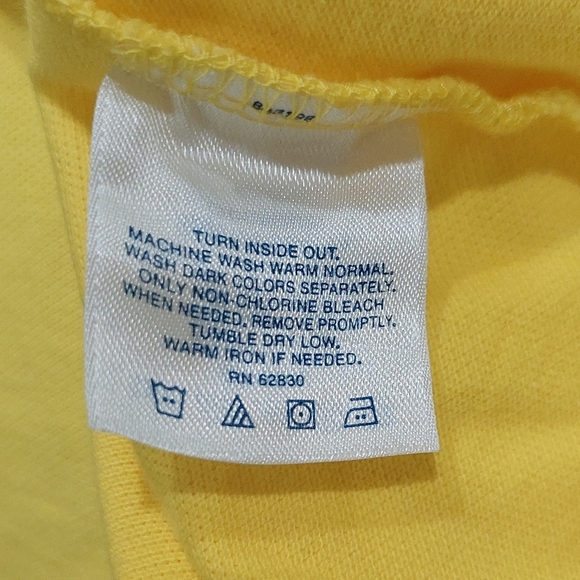 TURN INSIDE OUT.
MACHINE WASH WARM NORMAL.
WASH DARK COLORS SEPARATELY.
ONLY NON-CHLORINE BLEACH
WHEN NEEDED. REMOVE PROMPTLY.
TUMBLE DRY LOW.
WARM IRON IF NEEDED.
RN 62830